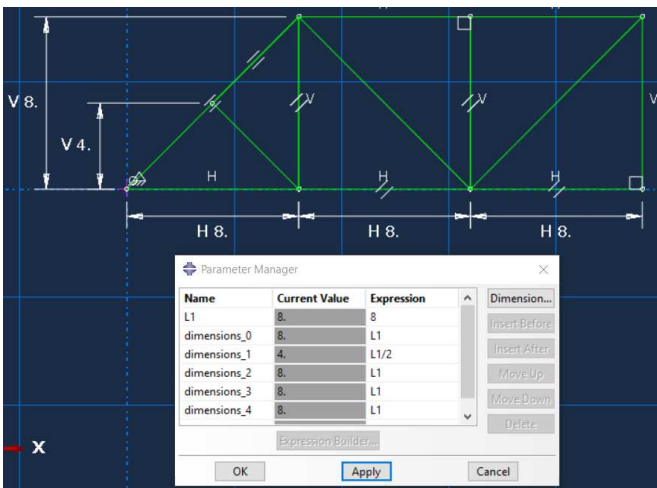 H H
V 8.
V V V
V 4.
H H H
H 8. H 8. H 8.
Parameter Manager
Name Current Value Expression Dimension...
L1 8. 8 Insert Before
dimensions_0 8. L1
dimensions_1 4. L1/2 Insert After
dimensions_2 8. L1 Move Up
dimensions_3 8. L1 Move Down
dimensions_4 8. L1 Delete
Expression Builder...
X
OK Apply Cancel